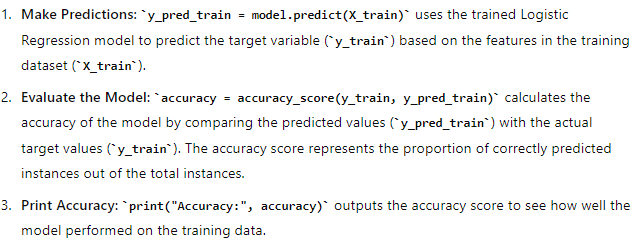 1. Make Predictions: `y_pred_train = model.predict(X_train)` uses the trained Logistic
Regression model to predict the target variable (`y_train`) based on the features in the training
dataset (`X_train`).
2. Evaluate the Model: `accuracy = accuracy_score(y_train, y_pred_train)` calculates the
accuracy of the model by comparing the predicted values (`y_pred_train`) with the actual
target values (`y_train`). The accuracy score represents the proportion of correctly predicted
instances out of the total instances.
3. Print Accuracy: `print("Accuracy:", accuracy)` outputs the accuracy score to see how well the
model performed on the training data.